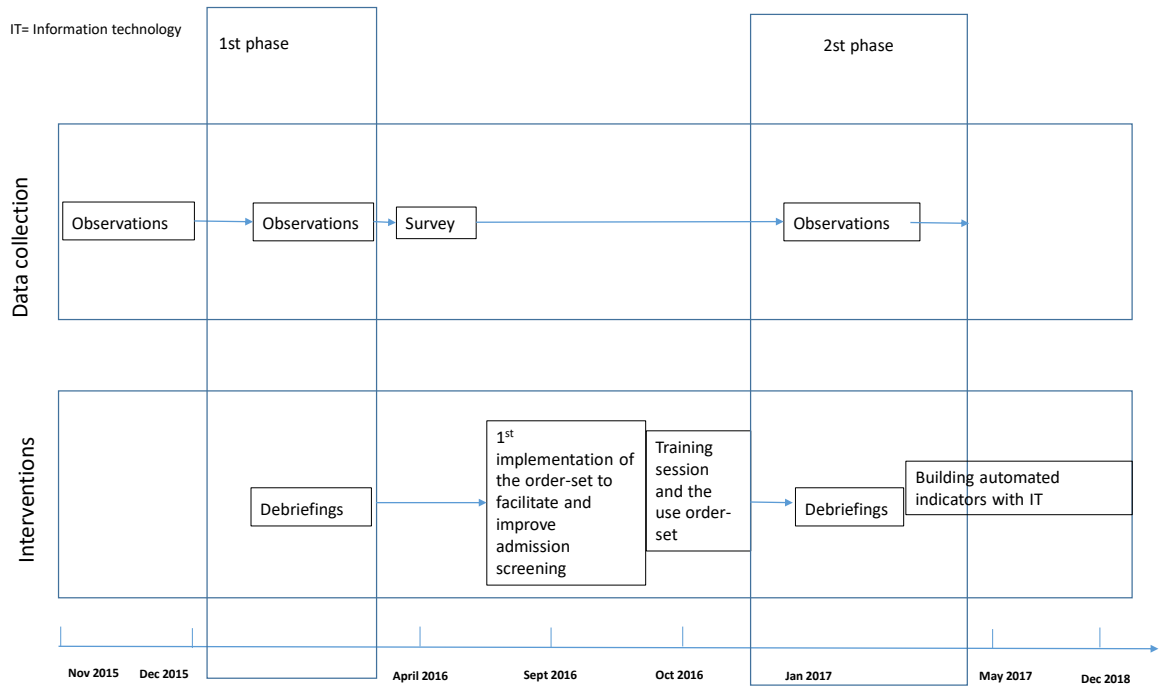 IT= Information technology
1st phase
2nd phase
Data collection
Observations
Observations
Survey
Observations
Interventions
Debriefings
1st
implementation of
the order-set to
facilitate and
improve
admission
screening
Training
session
and the
use order-
set
Debriefings
Building automated
indicators with IT
Nov 2015
Dec 2015
April 2016
Sept 2016
Oct 2016
Jan 2017
May 2017
Dec 2018